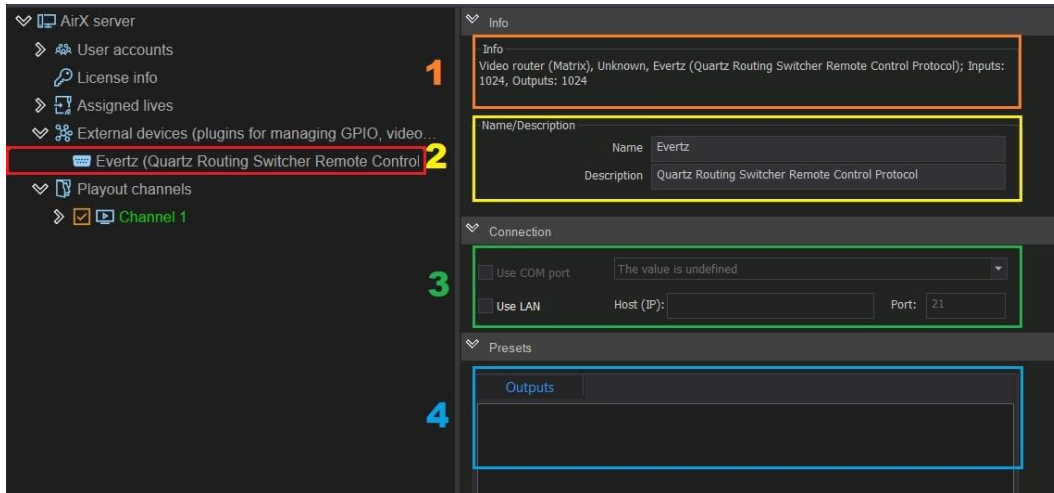 AirX server
User accounts
License info
Assigned lives
External devices (plugins for managing GPIO, video...
Evertz (Quartz Routing Switcher Remote Control
Playout channels
Channel 1
1
2
3
4
Info
Info
Video router (Matrix), Unknown, Evertz (Quartz Routing Switcher Remote Control Protocol); Inputs:
1024, Outputs: 1024
Name/Description
Name Evertz
Description Quartz Routing Switcher Remote Control Protocol
Connection
Use COM port The value is undefined
Use LAN Host (IP): Port: 21
Presets
Outputs